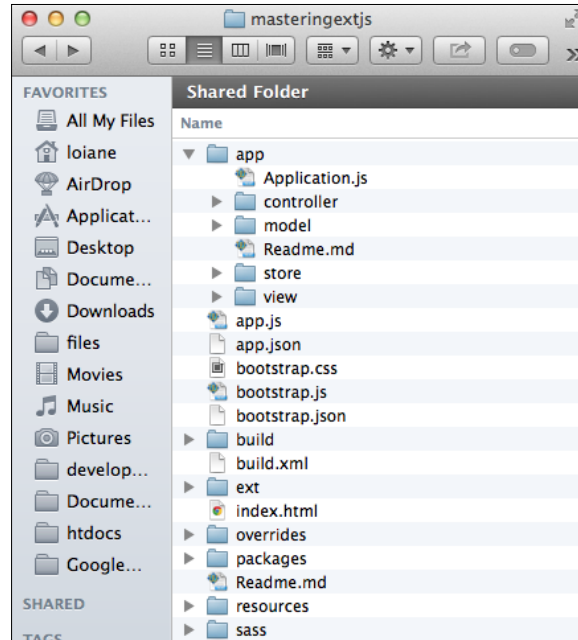 masteringextjs
FAVORITES
All My Files
loiane
AirDrop
Applicat...
Desktop
Docume...
Downloads
files
Movies
Music
Pictures
develop...
Docume...
htdocs
Google...
SHARED
TAGS
Shared Folder
Name
app
Application.js
controller
model
Readme.md
store
view
app.js
app.json
bootstrap.css
bootstrap.js
bootstrap.json
build
build.xml
ext
index.html
overrides
packages
Readme.md
resources
sass